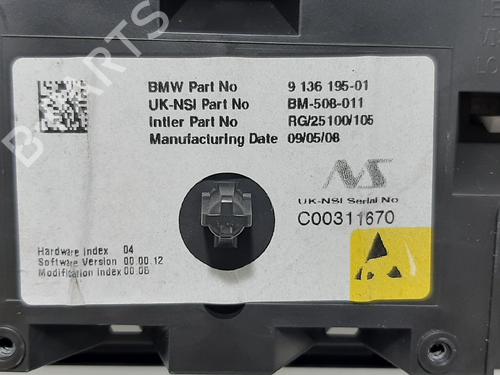 BMW Part No 9 136 195-01
UK-NSI Part No BM-508-011
Intier Part No RG/25100/105
Manufacturing Date 09/05/08
NS
UK-NSI Serial No
C00311670
Hardware Index 04
Software Version 00.00.12
Modification Index 00.06
B-PARTS